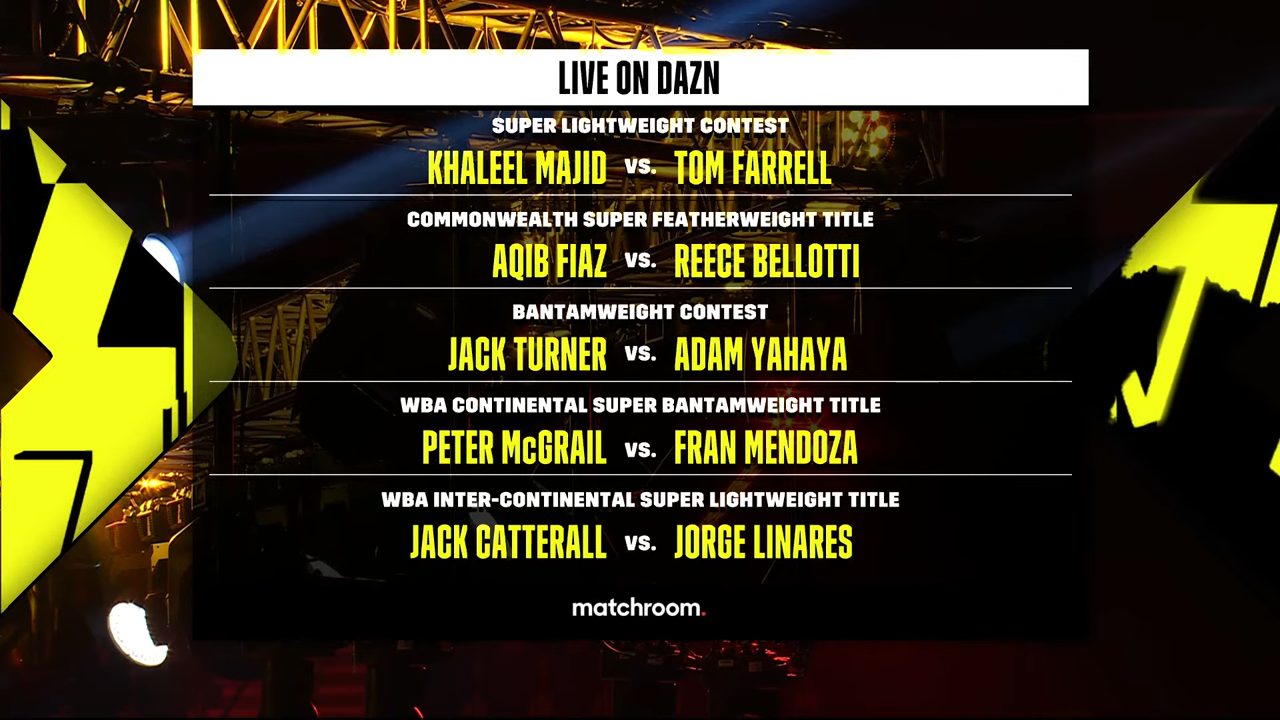 LIVE ON DAZN
SUPER LIGHTWEIGHT CONTEST
KHALEEL MAJID vs. TOM FARRELL
COMMONWEALTH SUPER FEATHERWEIGHT TITLE
AQIB FIAZ vs. REECE BELLOTTI
BANTAMWEIGHT CONTEST
JACK TURNER vs. ADAM YAHAYA
WBA CONTINENTAL SUPER BANTAMWEIGHT TITLE
PETER McGRAIL vs. FRAN MENDOZA
WBA INTER-CONTINENTAL SUPER LIGHTWEIGHT TITLE
JACK CATTERALL vs. JORGE LINARES
matchroom.